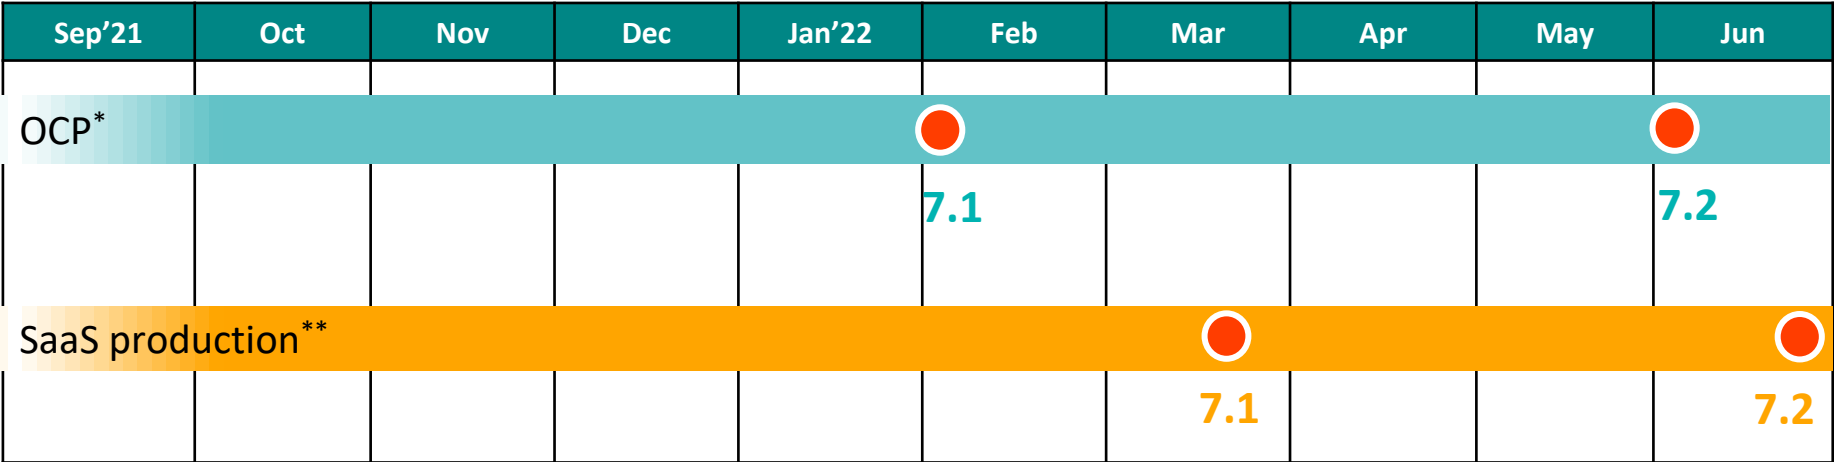 Sep’21 Oct Nov Dec Jan’22 Feb Mar Apr May Jun
OCP*
7.1 7.2
SaaS production**
7.1 7.2